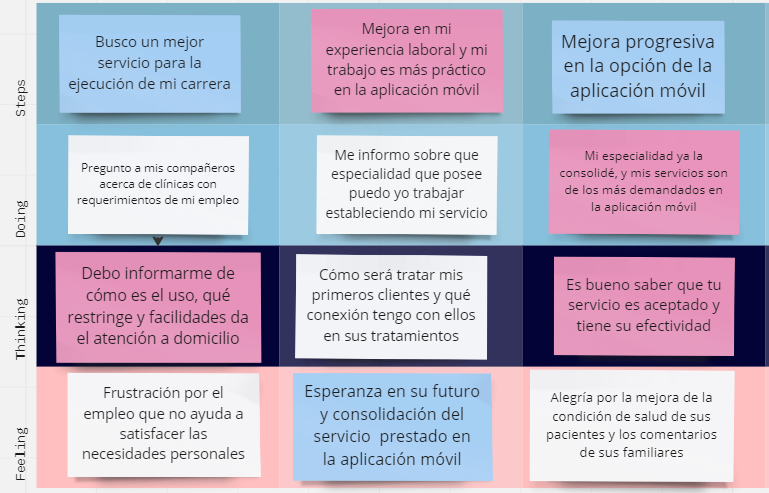 Steps
Busco un mejor
servicio para la
ejecución de mi carrera
Mejora en mi
experiencia laboral y mi
trabajo es más práctico
en la aplicación móvil
Mejora progresiva
en la opción de la
aplicación móvil
Doing
Pregunto a mis compañeros
acerca de clínicas con
requerimientos de mi empleo
Me informo sobre que
especialidad que posee
puedo yo trabajar
estableciendo mi servicio
Mi especialidad ya la
consolidé, y mis servicios son
de los más demandados en
la aplicación móvil
Thinking
Debo informarme de
cómo es el uso, qué
restringe y facilidades da
el atención a domicilio
Cómo será tratar mis
primeros clientes y qué
conexión tengo con ellos
en sus tratamientos
Es bueno saber que tu
servicio es aceptado y
tiene su efectividad
Feeling
Frustración por el
empleo que no ayuda a
satisfacer las
necesidades personales
Esperanza en su futuro
y consolidación del
servicio prestado en
la aplicación móvil
Alegría por la mejora de la
condición de salud de sus
pacientes y los comentarios
de sus familiares